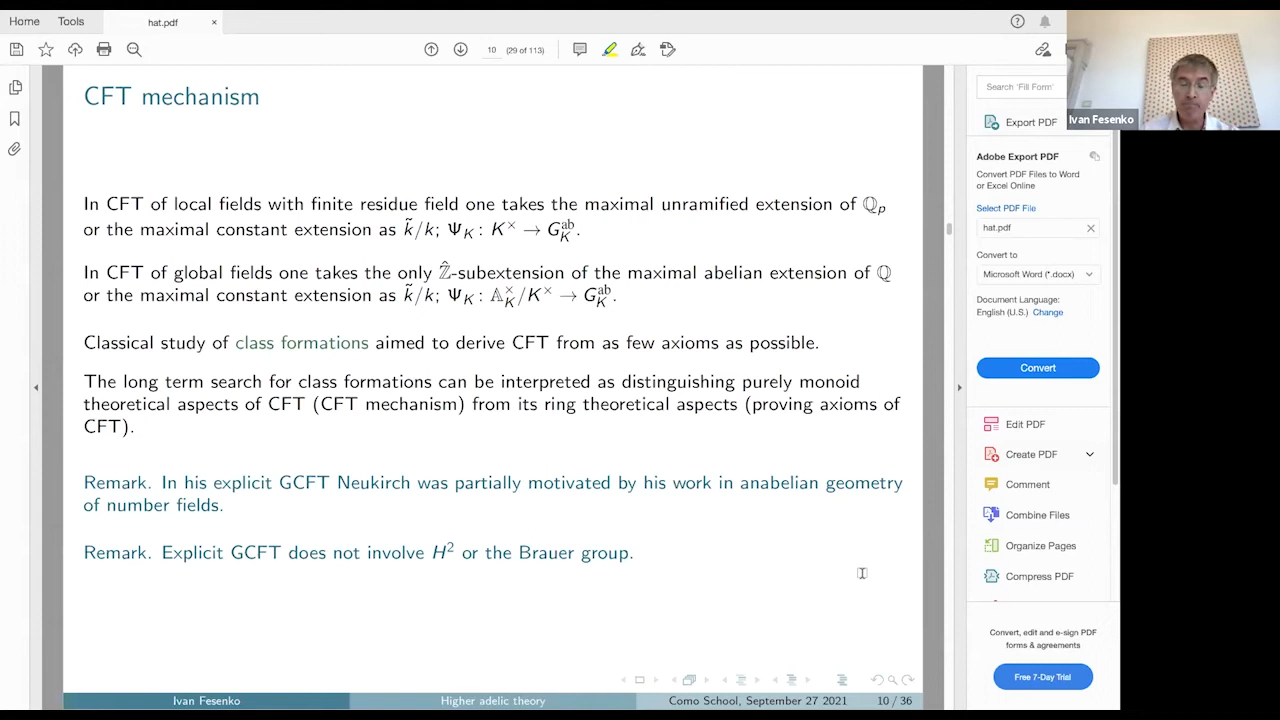 Home Tools hat.pdf ×
10 (29 of 113)
CFT mechanism
In CFT of local fields with finite residue field one takes the maximal unramified extension of ℚₚ
or the maximal constant extension as k̃/k; Ψ_K : K^× → G_K^ab.
In CFT of global fields one takes the only Ẑ-subextension of the maximal abelian extension of ℚ
or the maximal constant extension as k̃/k; Ψ_K : 𝔸_K^×/K^× → G_K^ab.
Classical study of class formations aimed to derive CFT from as few axioms as possible.
The long term search for class formations can be interpreted as distinguishing purely monoid
theoretical aspects of CFT (CFT mechanism) from its ring theoretical aspects (proving axioms of
CFT).
Remark. In his explicit GCFT Neukirch was partially motivated by his work in anabelian geometry
of number fields.
Remark. Explicit GCFT does not involve H² or the Brauer group.
Ivan Fesenko Higher adelic theory Como School, September 27 2021 10 / 36
Search 'Fill Form'
Export PDF
Adobe Export PDF
Convert PDF Files to Word
or Excel Online
Select PDF File
hat.pdf
Convert to
Microsoft Word (*.docx)
Document Language:
English (U.S.) Change
Convert
Edit PDF
Create PDF
Comment
Combine Files
Organize Pages
Compress PDF
Convert, edit and e-sign PDF
forms & agreements
Free 7-Day Trial
Ivan Fesenko